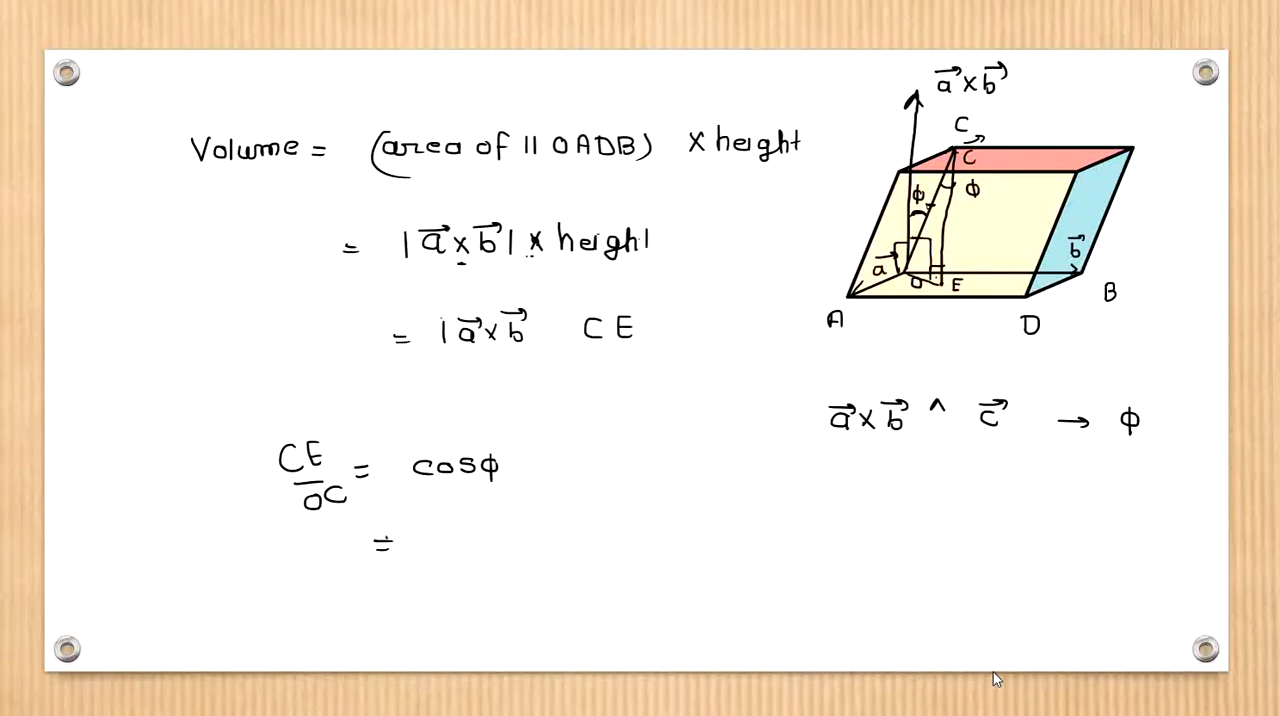 Volume = (area of || OADB) × height
= |a⃗ × b⃗| × height
= |a⃗ × b⃗ CE
CE/OC = cosφ
=
a⃗ × b⃗
C
c⃗
φ
φ
a⃗
b⃗
O
E
B
A
D
a⃗ × b⃗ ^ c⃗ → φ